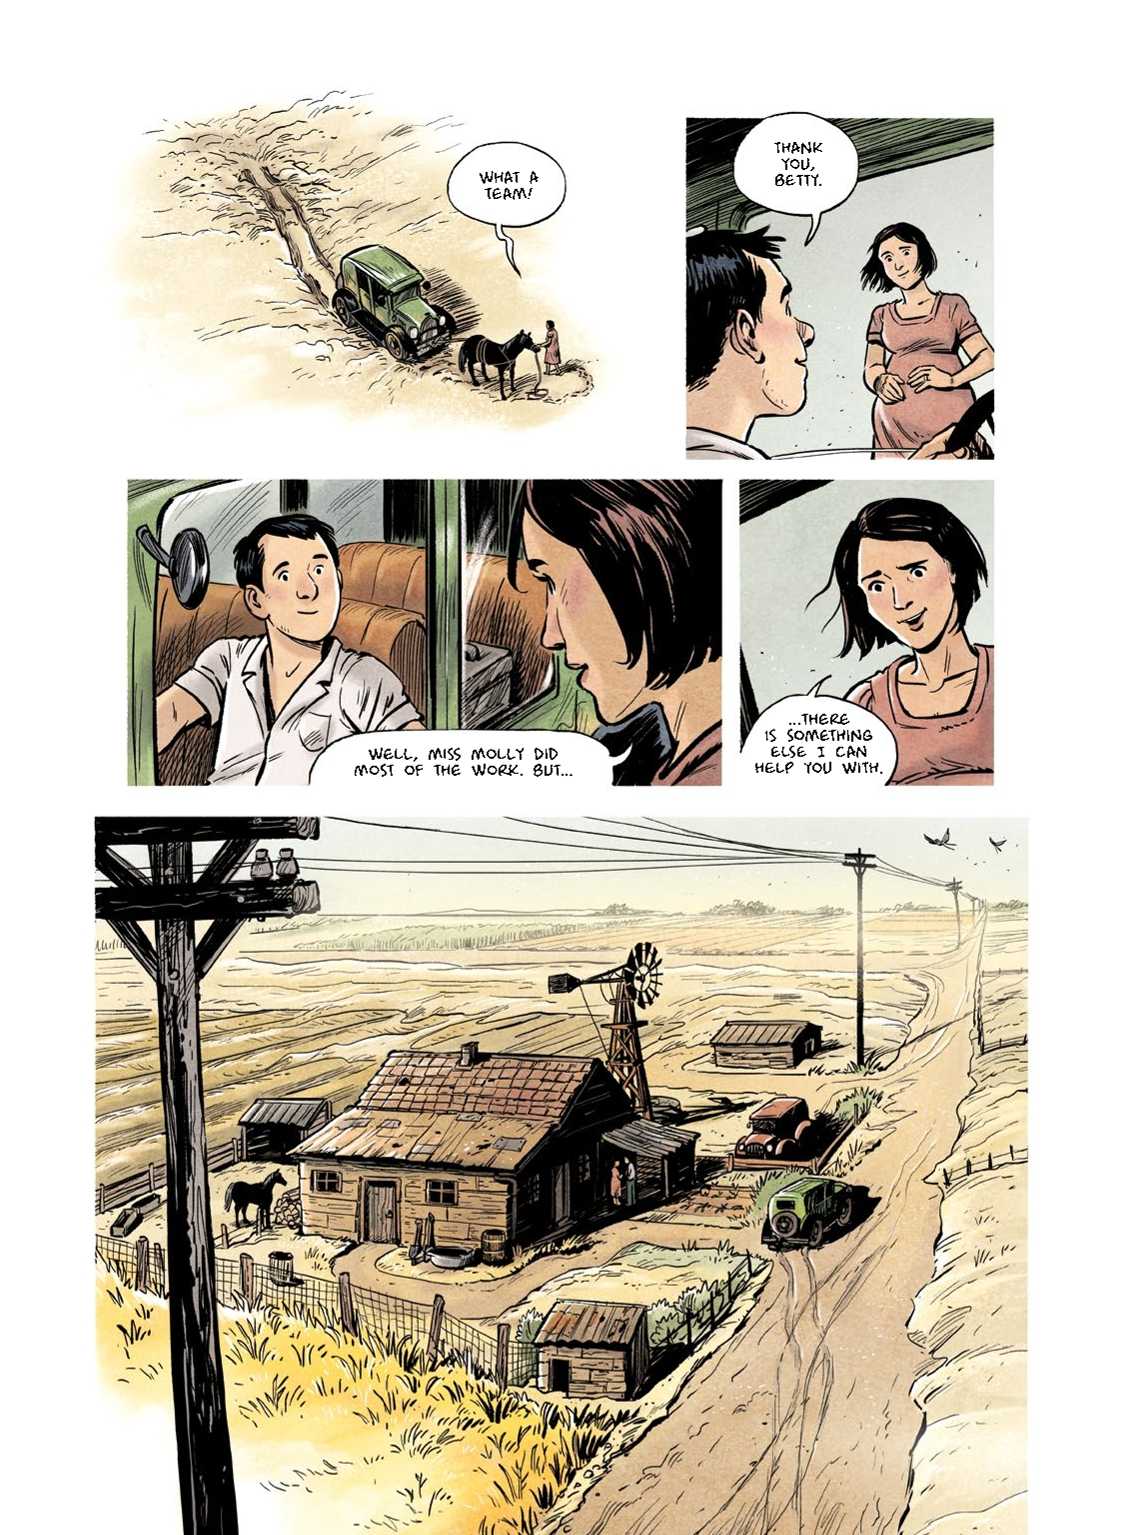 WHAT A
TEAM!
THANK
YOU,
BETTY.
WELL, MISS MOLLY DID
MOST OF THE WORK. BUT...
...THERE
IS SOMETHING
ELSE I CAN
HELP YOU WITH.